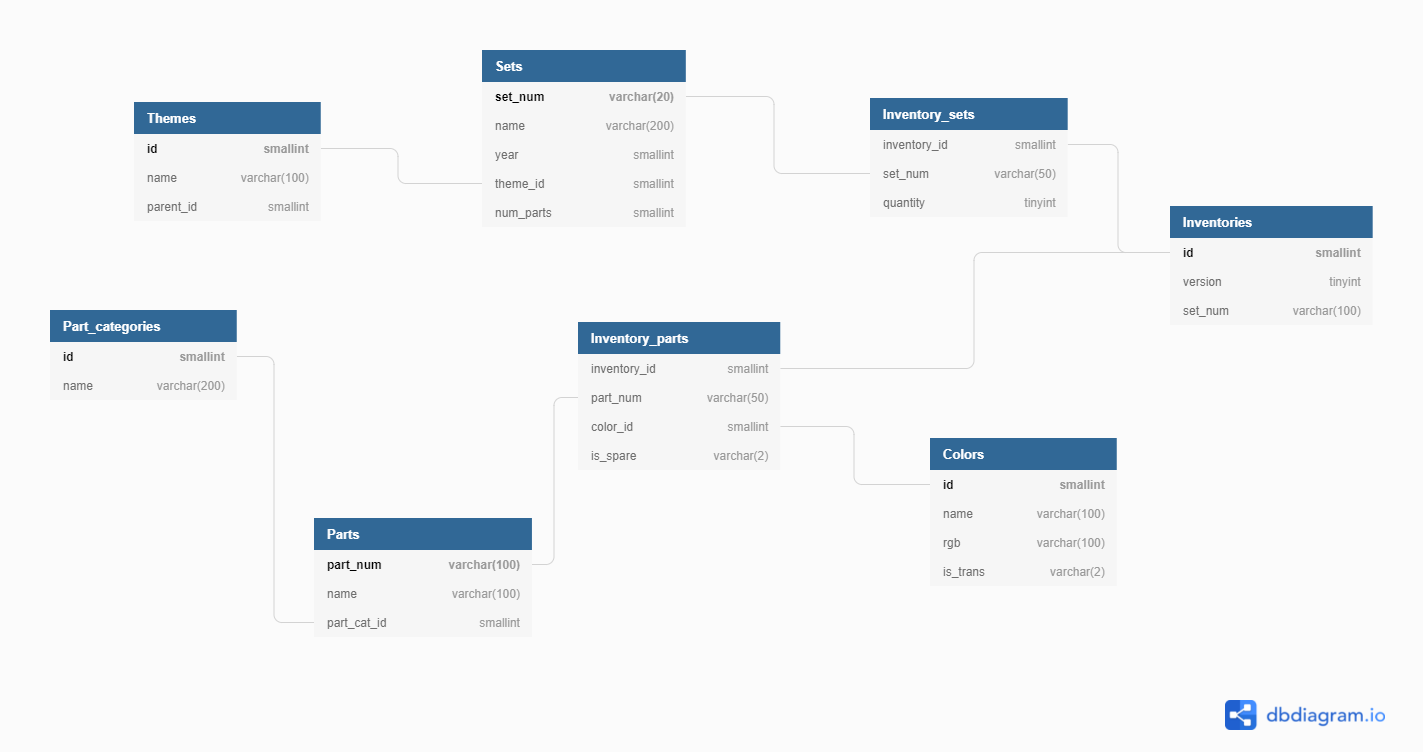 Themes
id smallint
name varchar(100)
parent_id smallint
Sets
set_num varchar(20)
name varchar(200)
year smallint
theme_id smallint
num_parts smallint
Inventory_sets
inventory_id smallint
set_num varchar(50)
quantity tinyint
Inventories
id smallint
version tinyint
set_num varchar(100)
Part_categories
id smallint
name varchar(200)
Inventory_parts
inventory_id smallint
part_num varchar(50)
color_id smallint
is_spare varchar(2)
Colors
id smallint
name varchar(100)
rgb varchar(100)
is_trans varchar(2)
Parts
part_num varchar(100)
name varchar(100)
part_cat_id smallint
dbdiagram.io